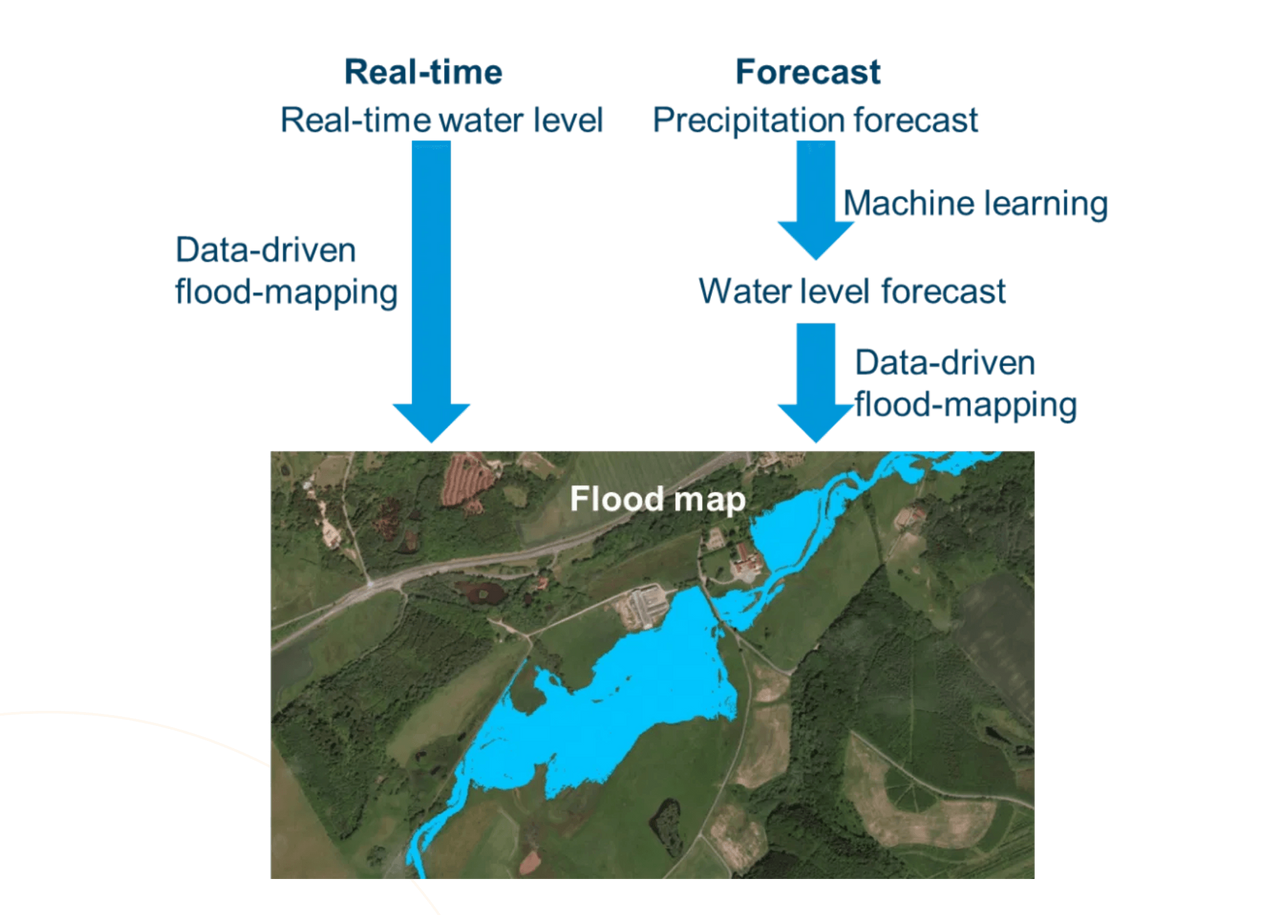 Real-time
Real-time water level
Data-driven
flood-mapping
Forecast
Precipitation forecast
Machine learning
Water level forecast
Data-driven
flood-mapping
Flood map